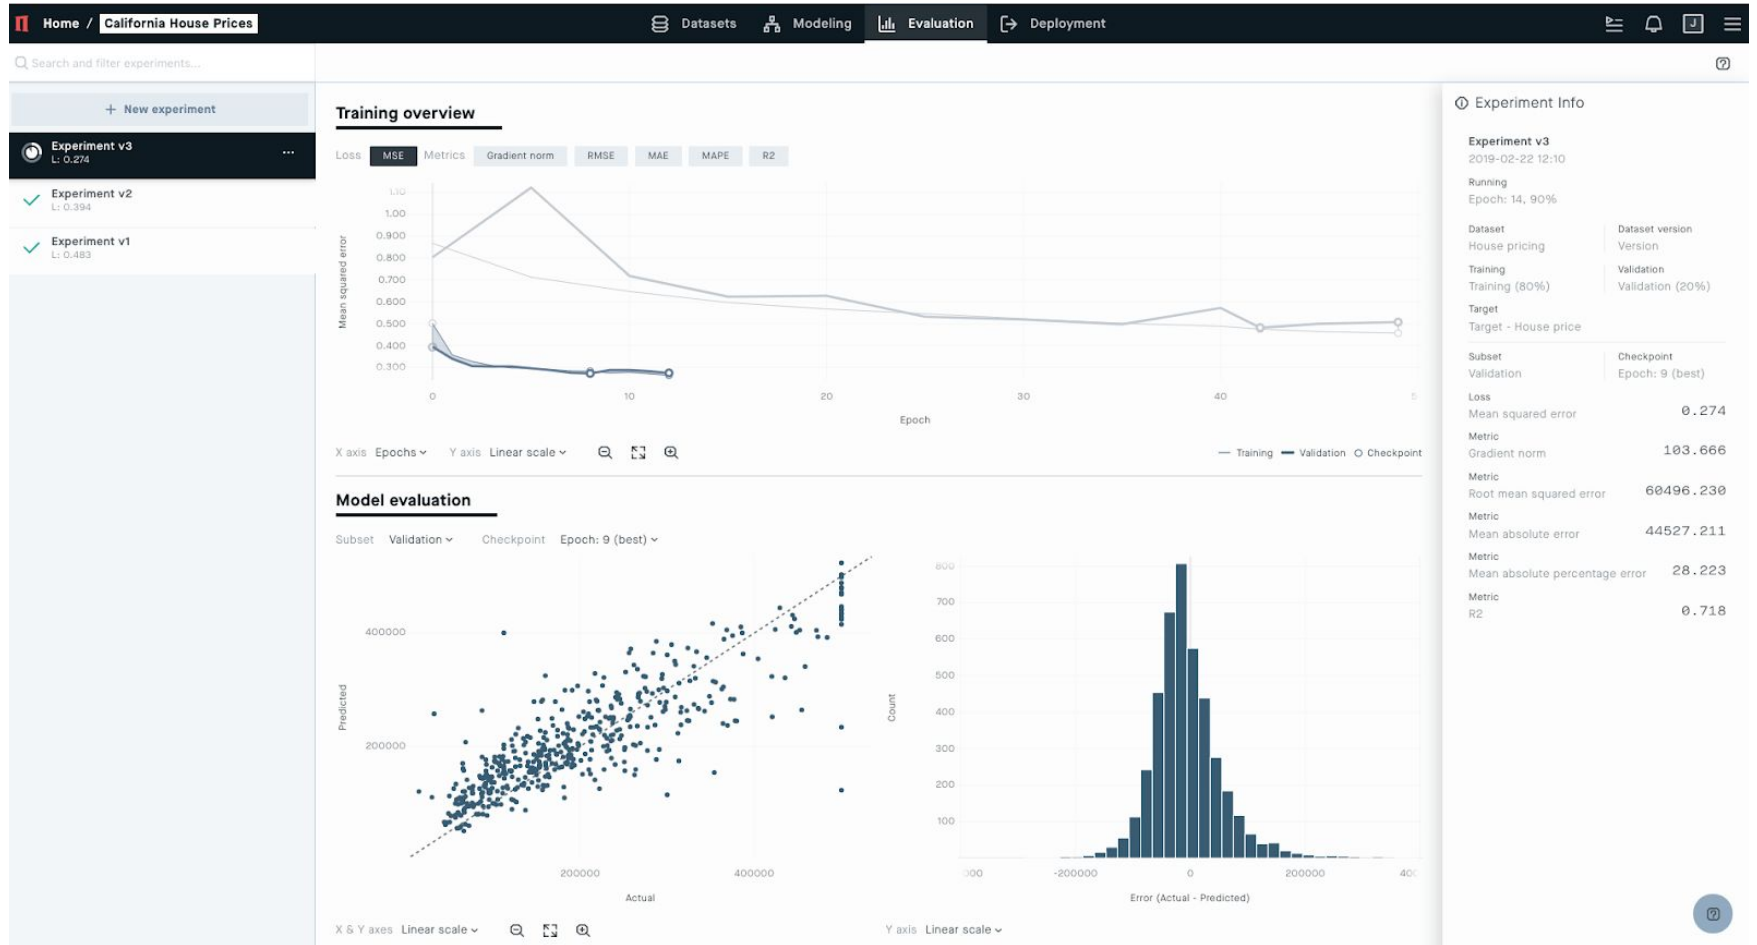 Home / California House Prices
Datasets
Modeling
Evaluation
Deployment
J
Search and filter experiments...
+ New experiment
Experiment v3
L: 0.274
...
Experiment v2
L: 0.394
Experiment v1
L: 0.483
Training overview
Loss MSE Metrics Gradient norm RMSE MAE MAPE R2
1.10
1.00
0.900
0.800
0.700
0.600
0.500
0.400
0.300
Mean squared error
0 10 20 30 40 5
Epoch
X axis Epochs Y axis Linear scale
Training Validation Checkpoint
Model evaluation
Subset Validation Checkpoint Epoch: 9 (best)
400000
200000
Predicted
200000 400000
Actual
X & Y axes Linear scale
800
700
600
500
400
300
200
100
Count
000 -200000 0 200000 400
Error (Actual - Predicted)
Y axis Linear scale
Experiment Info
Experiment v3
2019-02-22 12:10
Running
Epoch: 14, 90%
Dataset Dataset version
House pricing Version
Training Validation
Training (80%) Validation (20%)
Target
Target - House price
Subset Checkpoint
Validation Epoch: 9 (best)
Loss
Mean squared error 0.274
Metric
Gradient norm 103.666
Metric
Root mean squared error 60496.230
Metric
Mean absolute error 44527.211
Metric
Mean absolute percentage error 28.223
Metric
R2 0.718